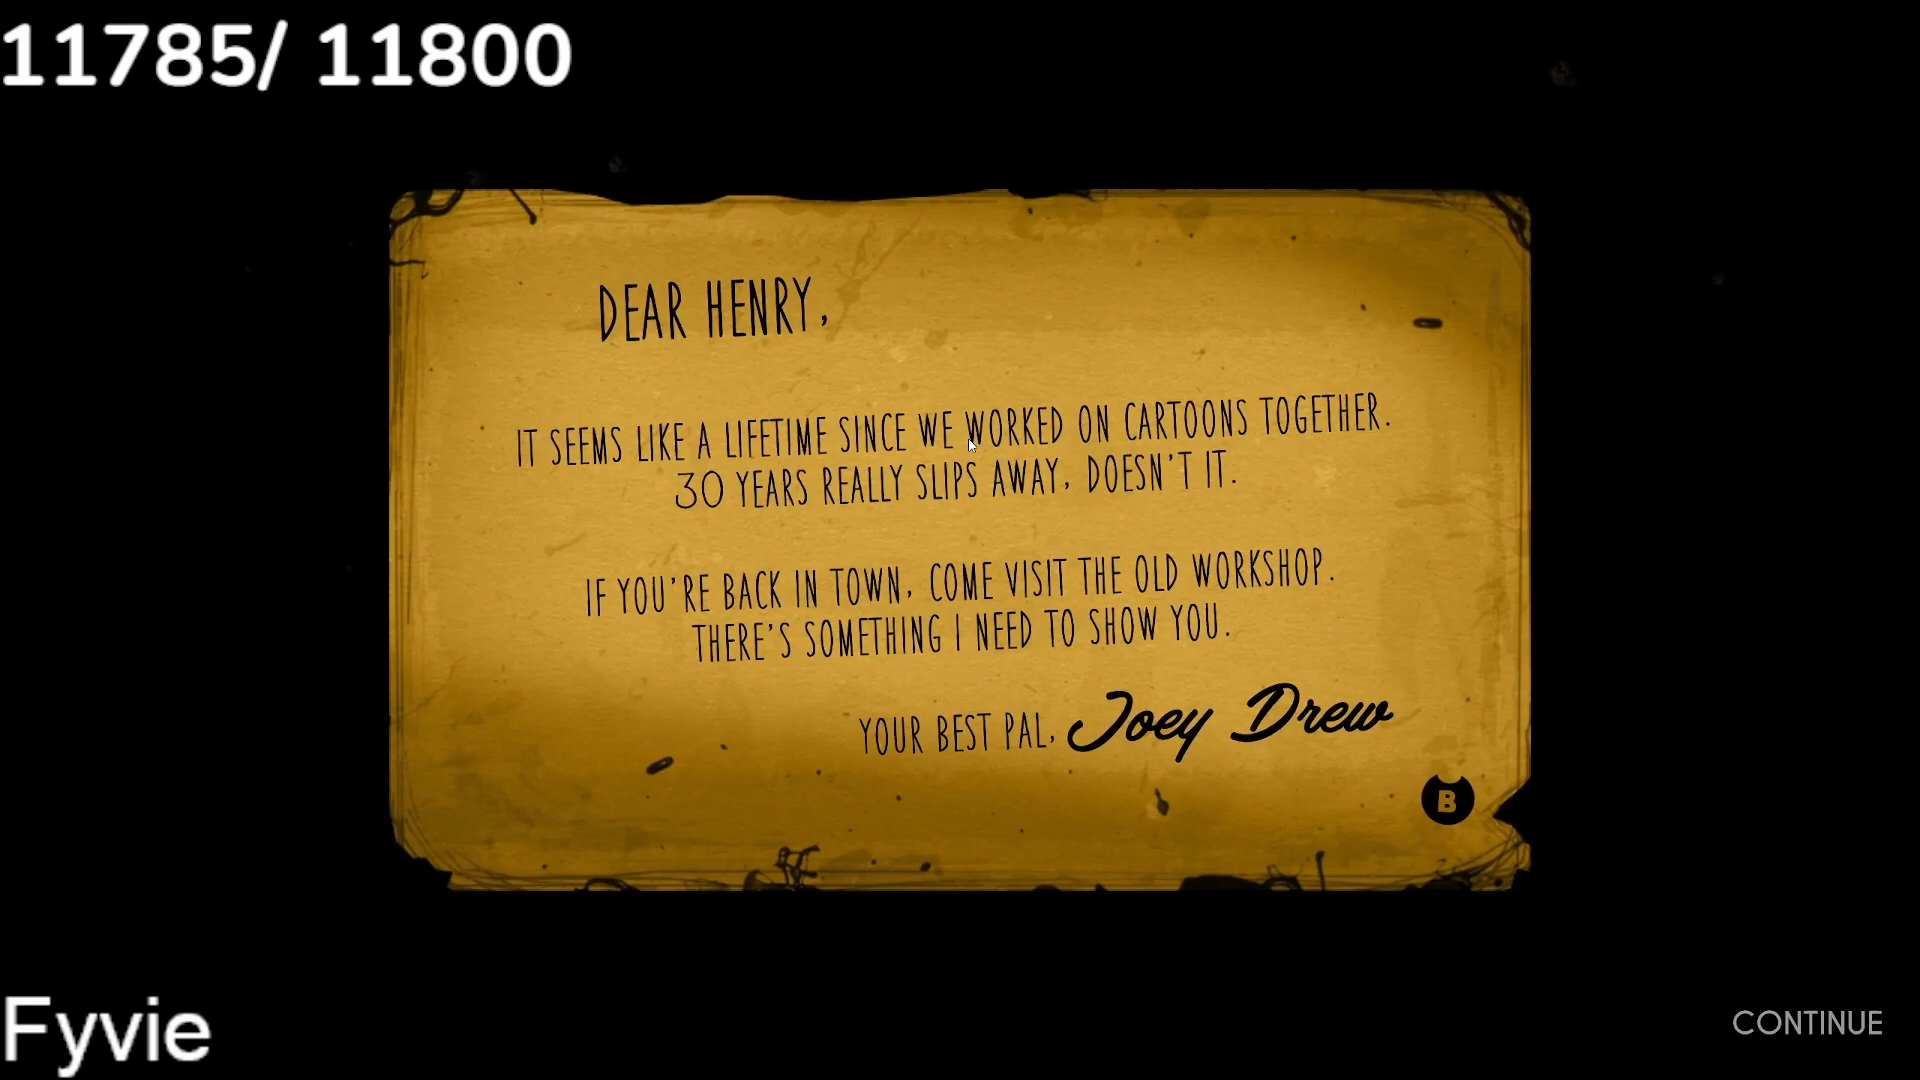 11785/ 11800
DEAR HENRY,
IT SEEMS LIKE A LIFETIME SINCE WE WORKED ON CARTOONS TOGETHER.
30 YEARS REALLY SLIPS AWAY, DOESN'T IT.
IF YOU'RE BACK IN TOWN, COME VISIT THE OLD WORKSHOP.
THERE'S SOMETHING I NEED TO SHOW YOU.
YOUR BEST PAL, Joey Drew
B
Fyvie
CONTINUE